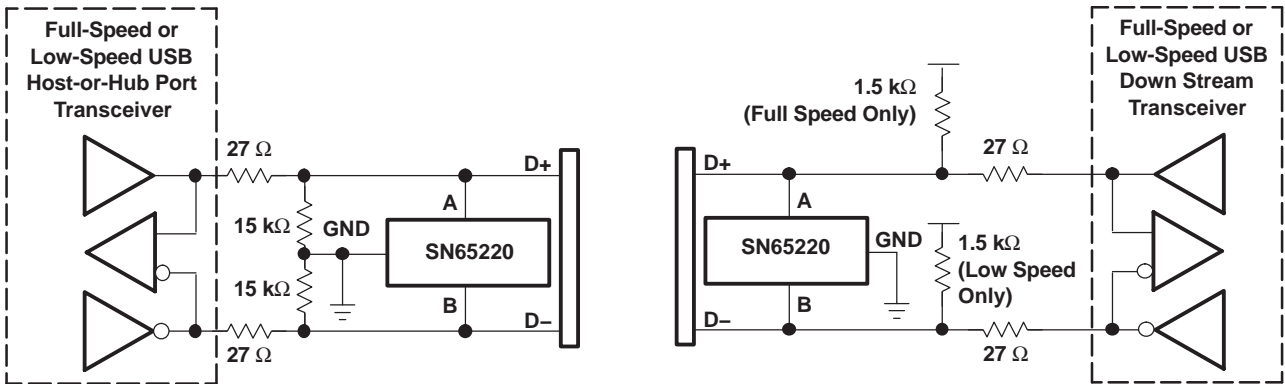 Full-Speed or
Low-Speed USB
Host-or-Hub Port
Transceiver
27 Ω
15 kΩ
GND
15 kΩ
27 Ω
D+
A
SN65220
B
D–
Full-Speed or
Low-Speed USB
Down Stream
Transceiver
1.5 kΩ
(Full Speed Only)
27 Ω
D+
A
SN65220
GND
B
D–
1.5 kΩ
(Low Speed
Only)
27 Ω